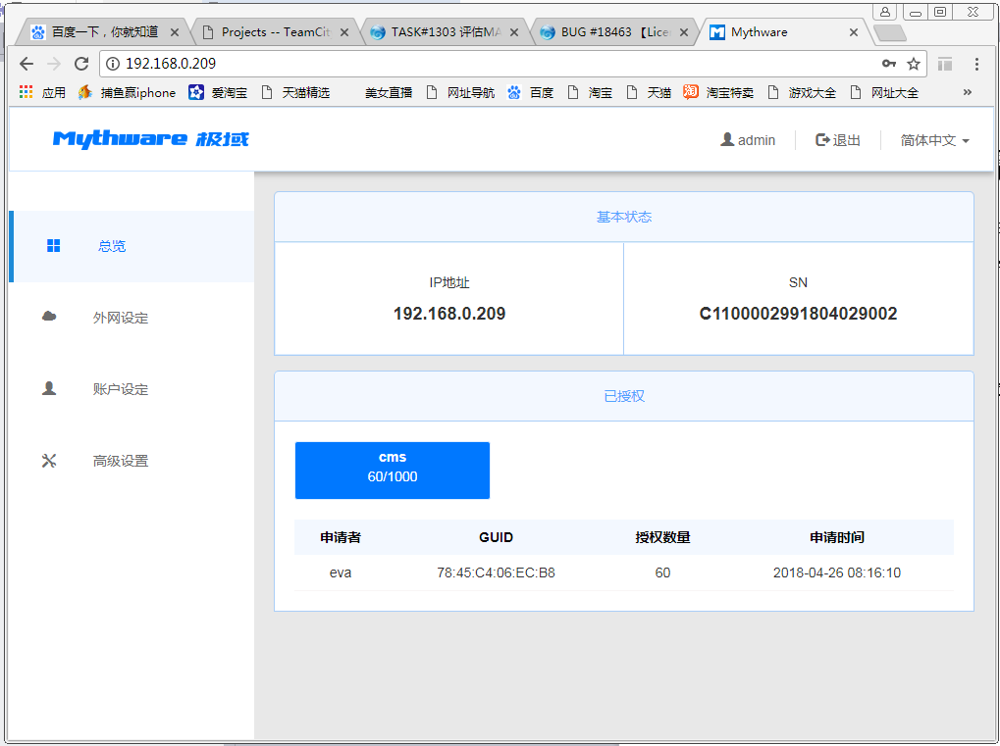 百度一下，你就知道
Projects -- TeamCity
TASK#1303 评估MA
BUG #18463 【Lice
Mythware
192.168.0.209
应用 捕鱼赢iphone 爱淘宝 天猫精选 美女直播 网址导航 百度 淘宝 天猫 淘宝特卖 游戏大全 网址大全 »
Mythware 极域
admin 退出 简体中文
总览
外网设定
账户设定
高级设置
基本状态
IP地址 SN
192.168.0.209 C1100002991804029002
已授权
cms
60/1000
申请者 GUID 授权数量 申请时间
eva 78:45:C4:06:EC:B8 60 2018-04-26 08:16:10